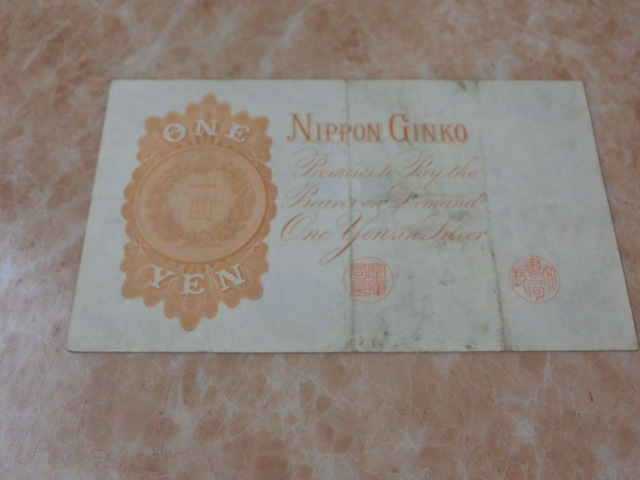 ONE
YEN
NIPPON GINKO
Promises to Pay the
Bearer on Demand
One Yen in Silver